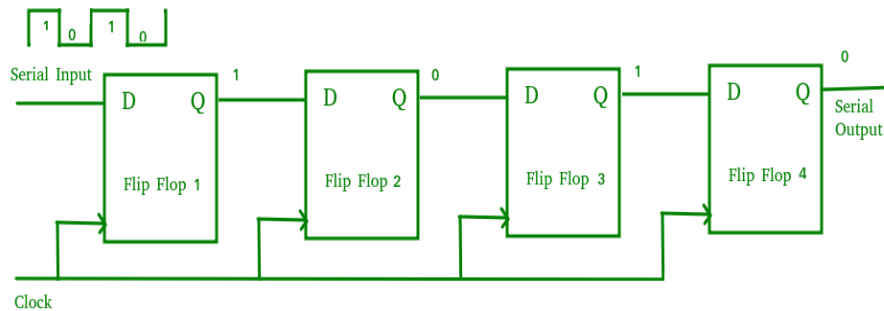 1 0 1 0
Serial Input
1
0
1
0
D Q
D Q
D Q
D Q
Serial
Output
Flip Flop 1
Flip Flop 2
Flip Flop 3
Flip Flop 4
Clock